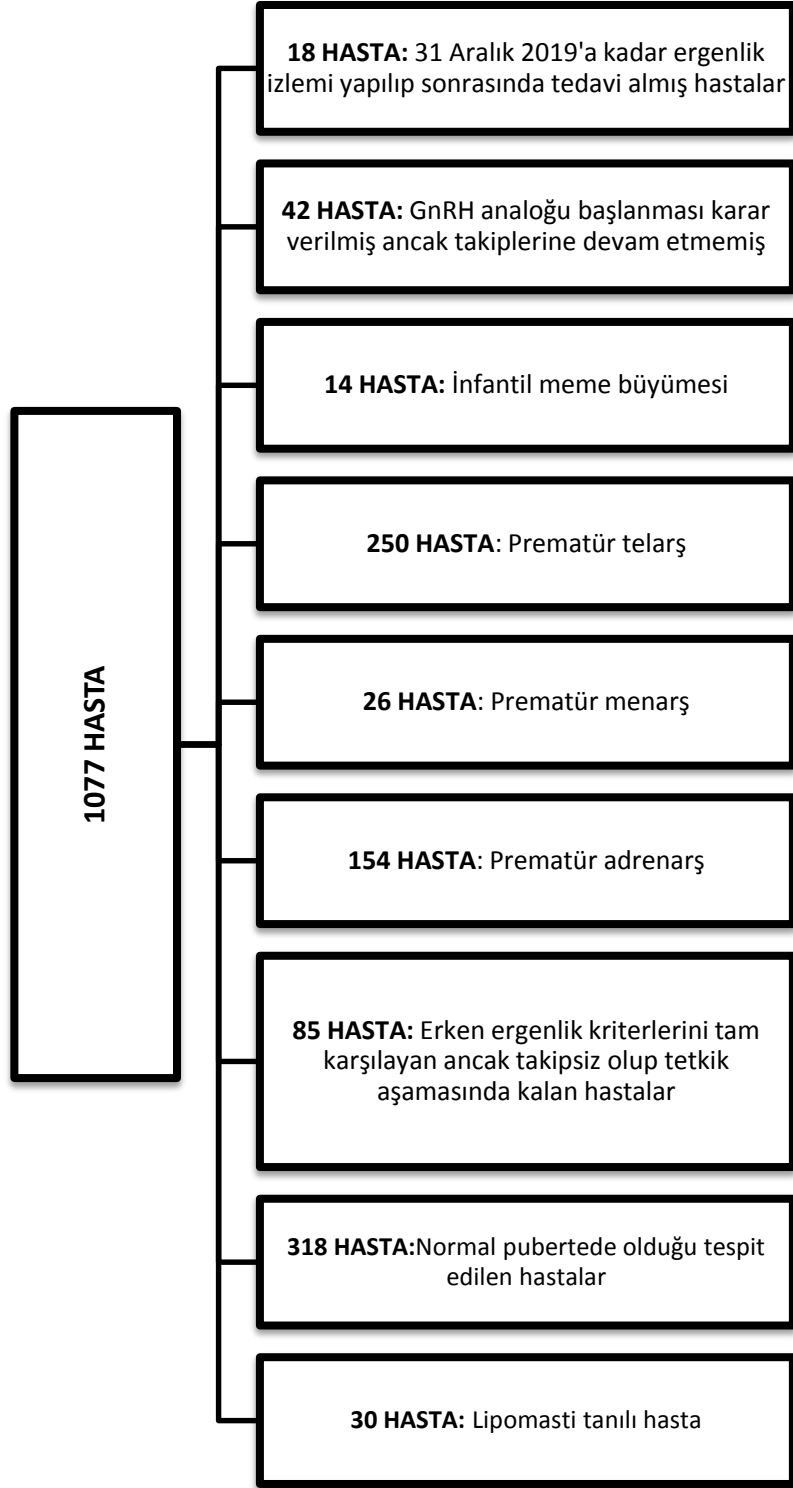 1077 HASTA
18 HASTA: 31 Aralık 2019'a kadar ergenlik
izlemi yapılıp sonrasında tedavi almış hastalar
42 HASTA: GnRH analoğu başlanması karar
verilmiş ancak takiplerine devam etmemiş
14 HASTA: İnfantil meme büyümesi
250 HASTA: Prematür telarş
26 HASTA: Prematür menarş
154 HASTA: Prematür adrenarş
85 HASTA: Erken ergenlik kriterlerini tam
karşılayan ancak takipsiz olup tetkik
aşamasında kalan hastalar
318 HASTA:Normal pubertede olduğu tespit
edilen hastalar
30 HASTA: Lipomasti tanılı hasta